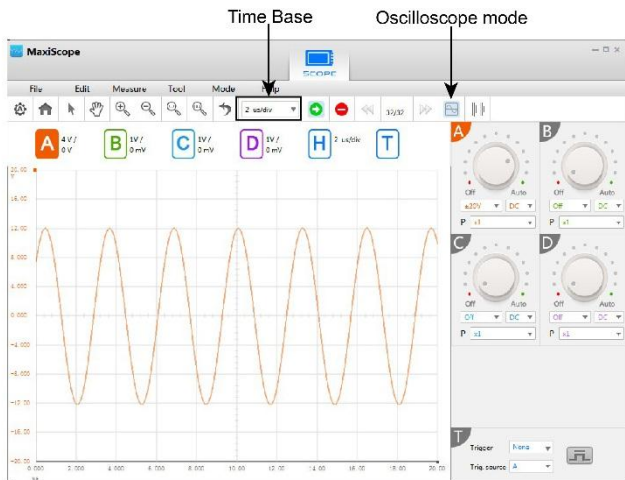 Time Base Oscilloscope mode
MaxiScope
SCOPE
File Edit Measure Tool Mode Help
2 us/div 32/32
A 4 V/ 0 V B 1V/ 0 mV C 1V/ 0 mV D 1V/ 0 mV H 2 us/div T
20.00
16.00
12.00
8.000
4.000
0.000
-4.000
-8.000
-12.00
-16.00
-20.00
0.000 2.000 4.000 6.000 8.000 10.00 12.00 14.00 16.00 18.00 20.00
A B
Off Auto Off Auto
±20V DC Off DC
P x1 P x1
C D
Off Auto Off Auto
Off DC Off DC
P x1 P x1
T
Trigger None
Trig. source A